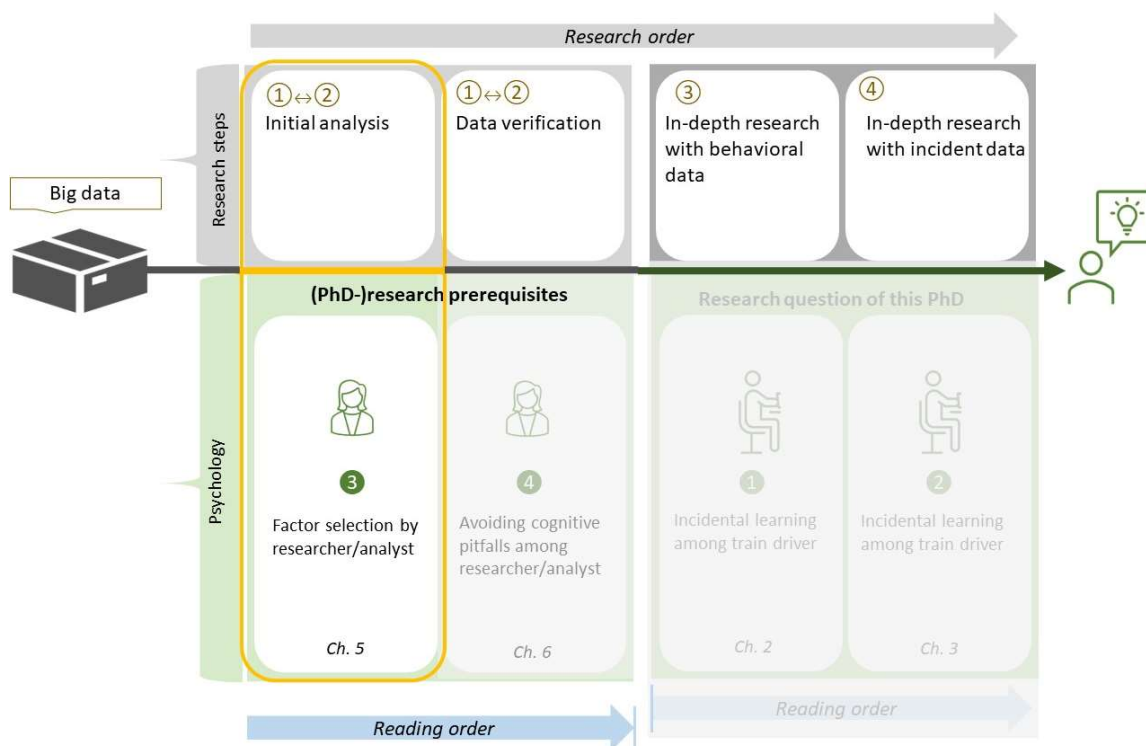 Research order
Research steps
① ↔ ②
Initial analysis
① ↔ ②
Data verification
③
In-depth research
with behavioral
data
④
In-depth research
with incident data
Big data
(PhD-)research prerequisites
Research question of this PhD
Psychology
3
Factor selection by
researcher/analyst
Ch. 5
4
Avoiding cognitive
pitfalls among
researcher/analyst
Ch. 6
1
Incidental learning
among train driver
Ch. 2
2
Incidental learning
among train driver
Ch. 3
Reading order
Reading order